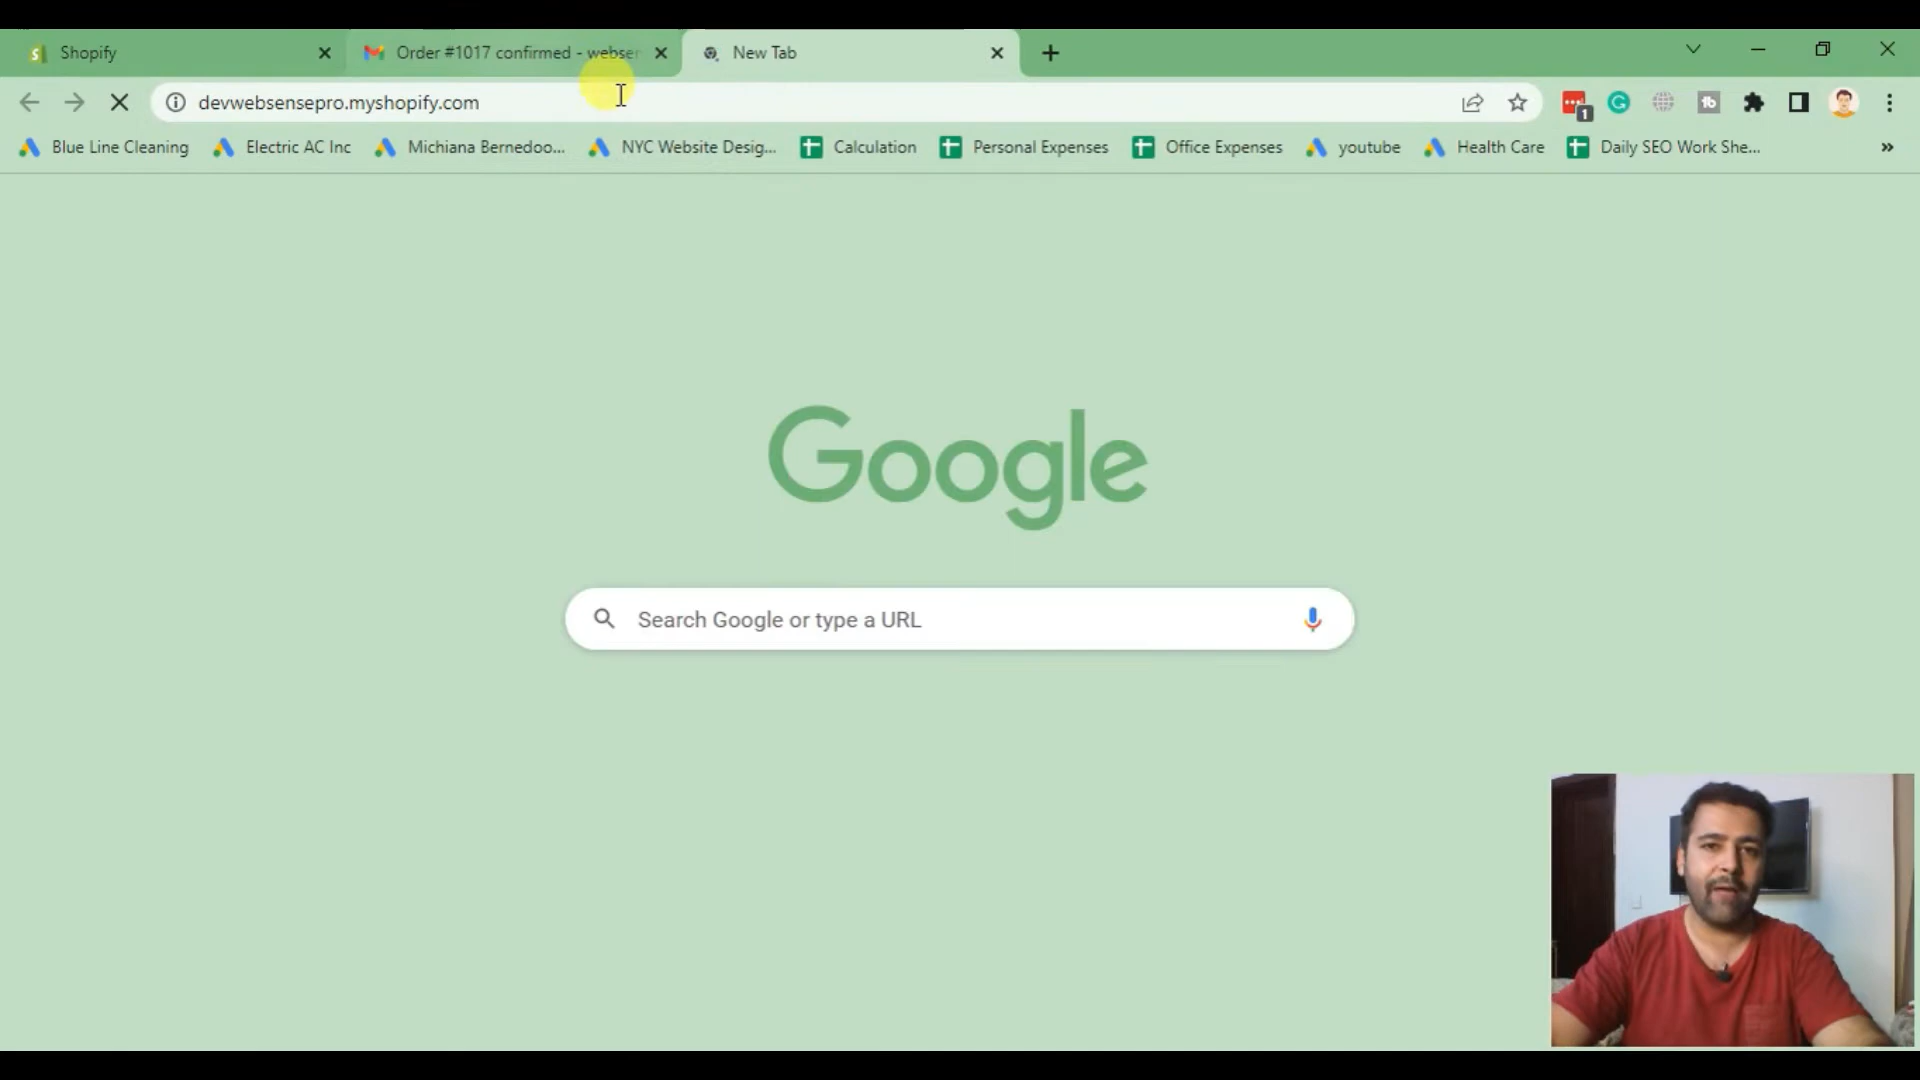 Shopify
Order #1017 confirmed - webser
New Tab
devwebsensepro.myshopify.com
1
Blue Line Cleaning
Electric AC Inc
Michiana Bernedoo...
NYC Website Desig...
Calculation
Personal Expenses
Office Expenses
youtube
Health Care
Daily SEO Work She...
Google
Search Google or type a URL